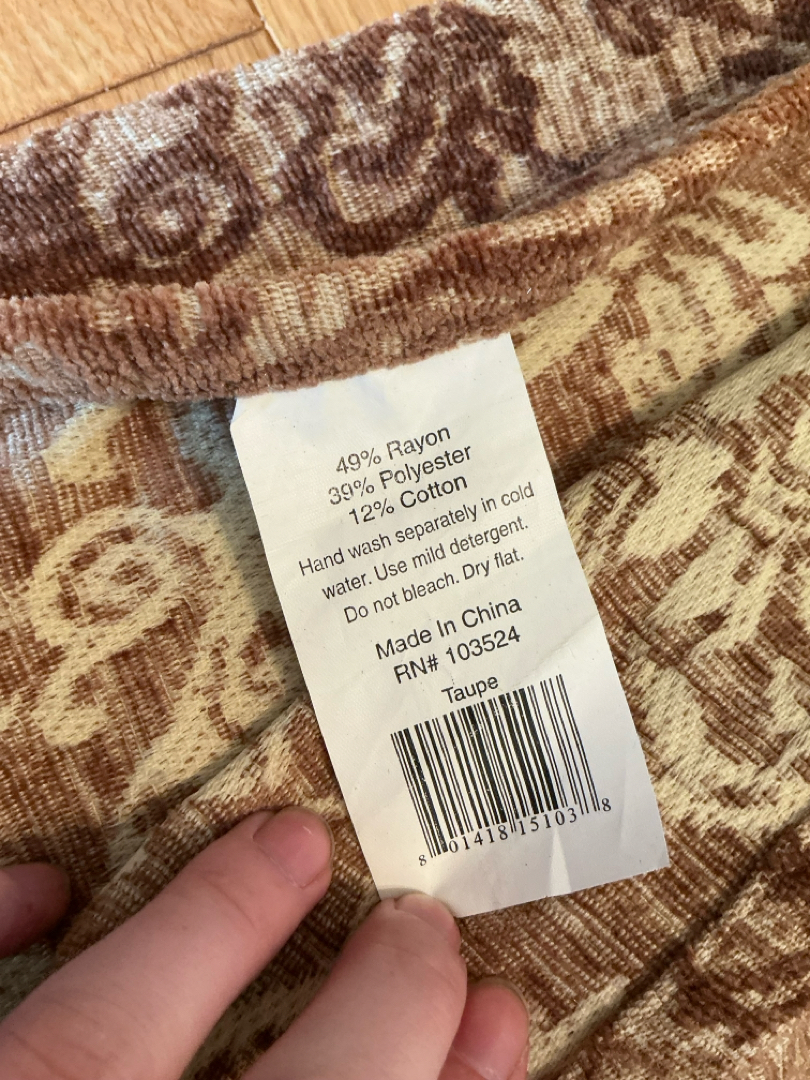 49% Rayon
39% Polyester
12% Cotton
Hand wash separately in cold
water. Use mild detergent.
Do not bleach. Dry flat.
Made In China
RN# 103524
Taupe
8 01418 15103 8